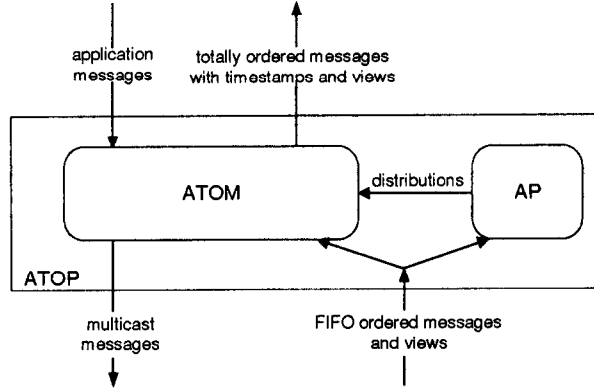 application
messages
totally ordered messages
with timestamps and views
ATOM
distributions
AP
ATOP
multicast
messages
FIFO ordered messages
and views